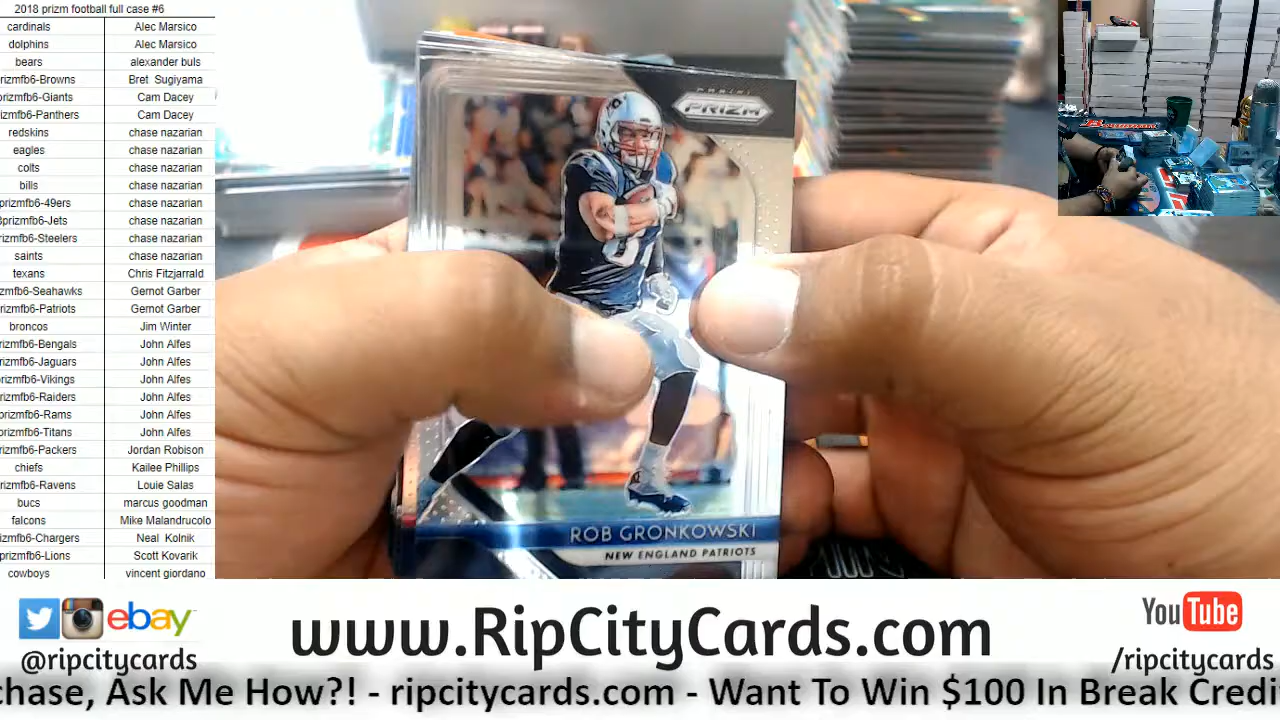 2018 prizm football full case #6
cardinals Alec Marsico
dolphins Alec Marsico
bears alexander buls
rizmfb6-Browns Bret Sugiyama
rizmfb6-Giants Cam Dacey
izmfb6-Panthers Cam Dacey
redskins chase nazarian
eagles chase nazarian
colts chase nazarian
bills chase nazarian
prizmfb6-49ers chase nazarian
8prizmfb6-Jets chase nazarian
rizmfb6-Steelers chase nazarian
saints chase nazarian
texans Chris Fitzjarrald
zmfb6-Seahawks Gernot Garber
rizmfb6-Patriots Gernot Garber
broncos Jim Winter
rizmfb6-Bengals John Alfes
rizmfb6-Jaguars John Alfes
rizmfb6-Vikings John Alfes
rizmfb6-Raiders John Alfes
prizmfb6-Rams John Alfes
prizmfb6-Titans John Alfes
rizmfb6-Packers Jordan Robison
chiefs Kailee Phillips
rizmfb6-Ravens Louie Salas
bucs marcus goodman
falcons Mike Malandrucolo
izmfb6-Chargers Neal Kolnik
prizmfb6-Lions Scott Kovarik
cowboys vincent giordano
PANINI
PRIZM
ROB GRONKOWSKI
NEW ENGLAND PATRIOTS
ebay
@ripcitycards
www.RipCityCards.com
YouTube
/ripcitycards
chase, Ask Me How?! - ripcitycards.com - Want To Win $100 In Break Credi